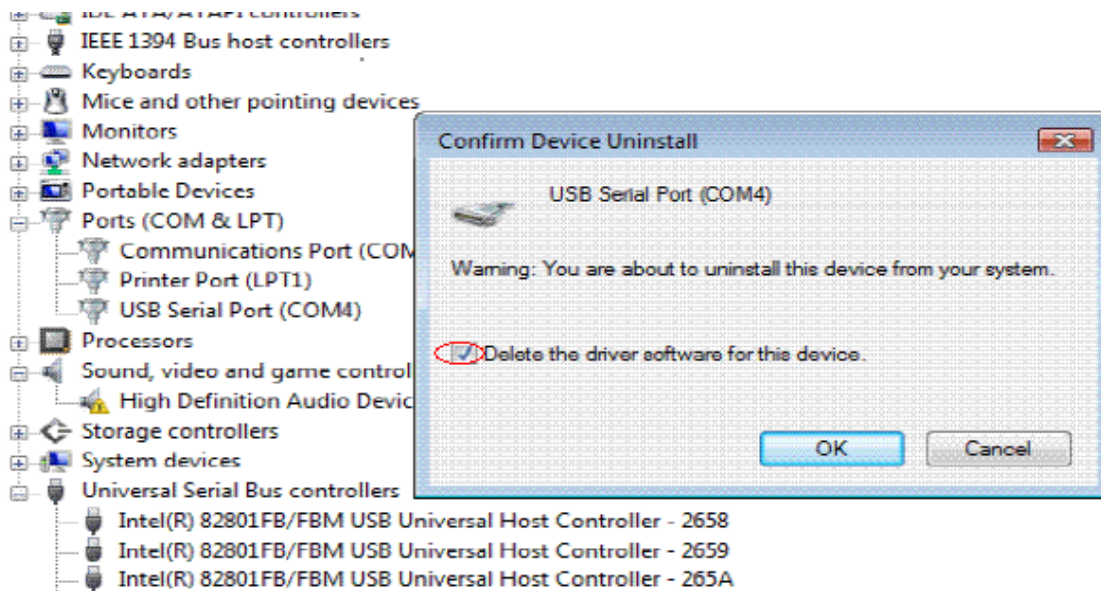 IDE ATA/ATAPI controllers
IEEE 1394 Bus host controllers
Keyboards
Mice and other pointing devices
Monitors
Network adapters
Portable Devices
Ports (COM & LPT)
Communications Port (COM
Printer Port (LPT1)
USB Serial Port (COM4)
Processors
Sound, video and game control
High Definition Audio Devic
Storage controllers
System devices
Universal Serial Bus controllers
Intel(R) 82801FB/FBM USB Universal Host Controller - 2658
Intel(R) 82801FB/FBM USB Universal Host Controller - 2659
Intel(R) 82801FB/FBM USB Universal Host Controller - 265A
Confirm Device Uninstall
USB Serial Port (COM4)
Warning: You are about to uninstall this device from your system.
Delete the driver software for this device.
OK
Cancel